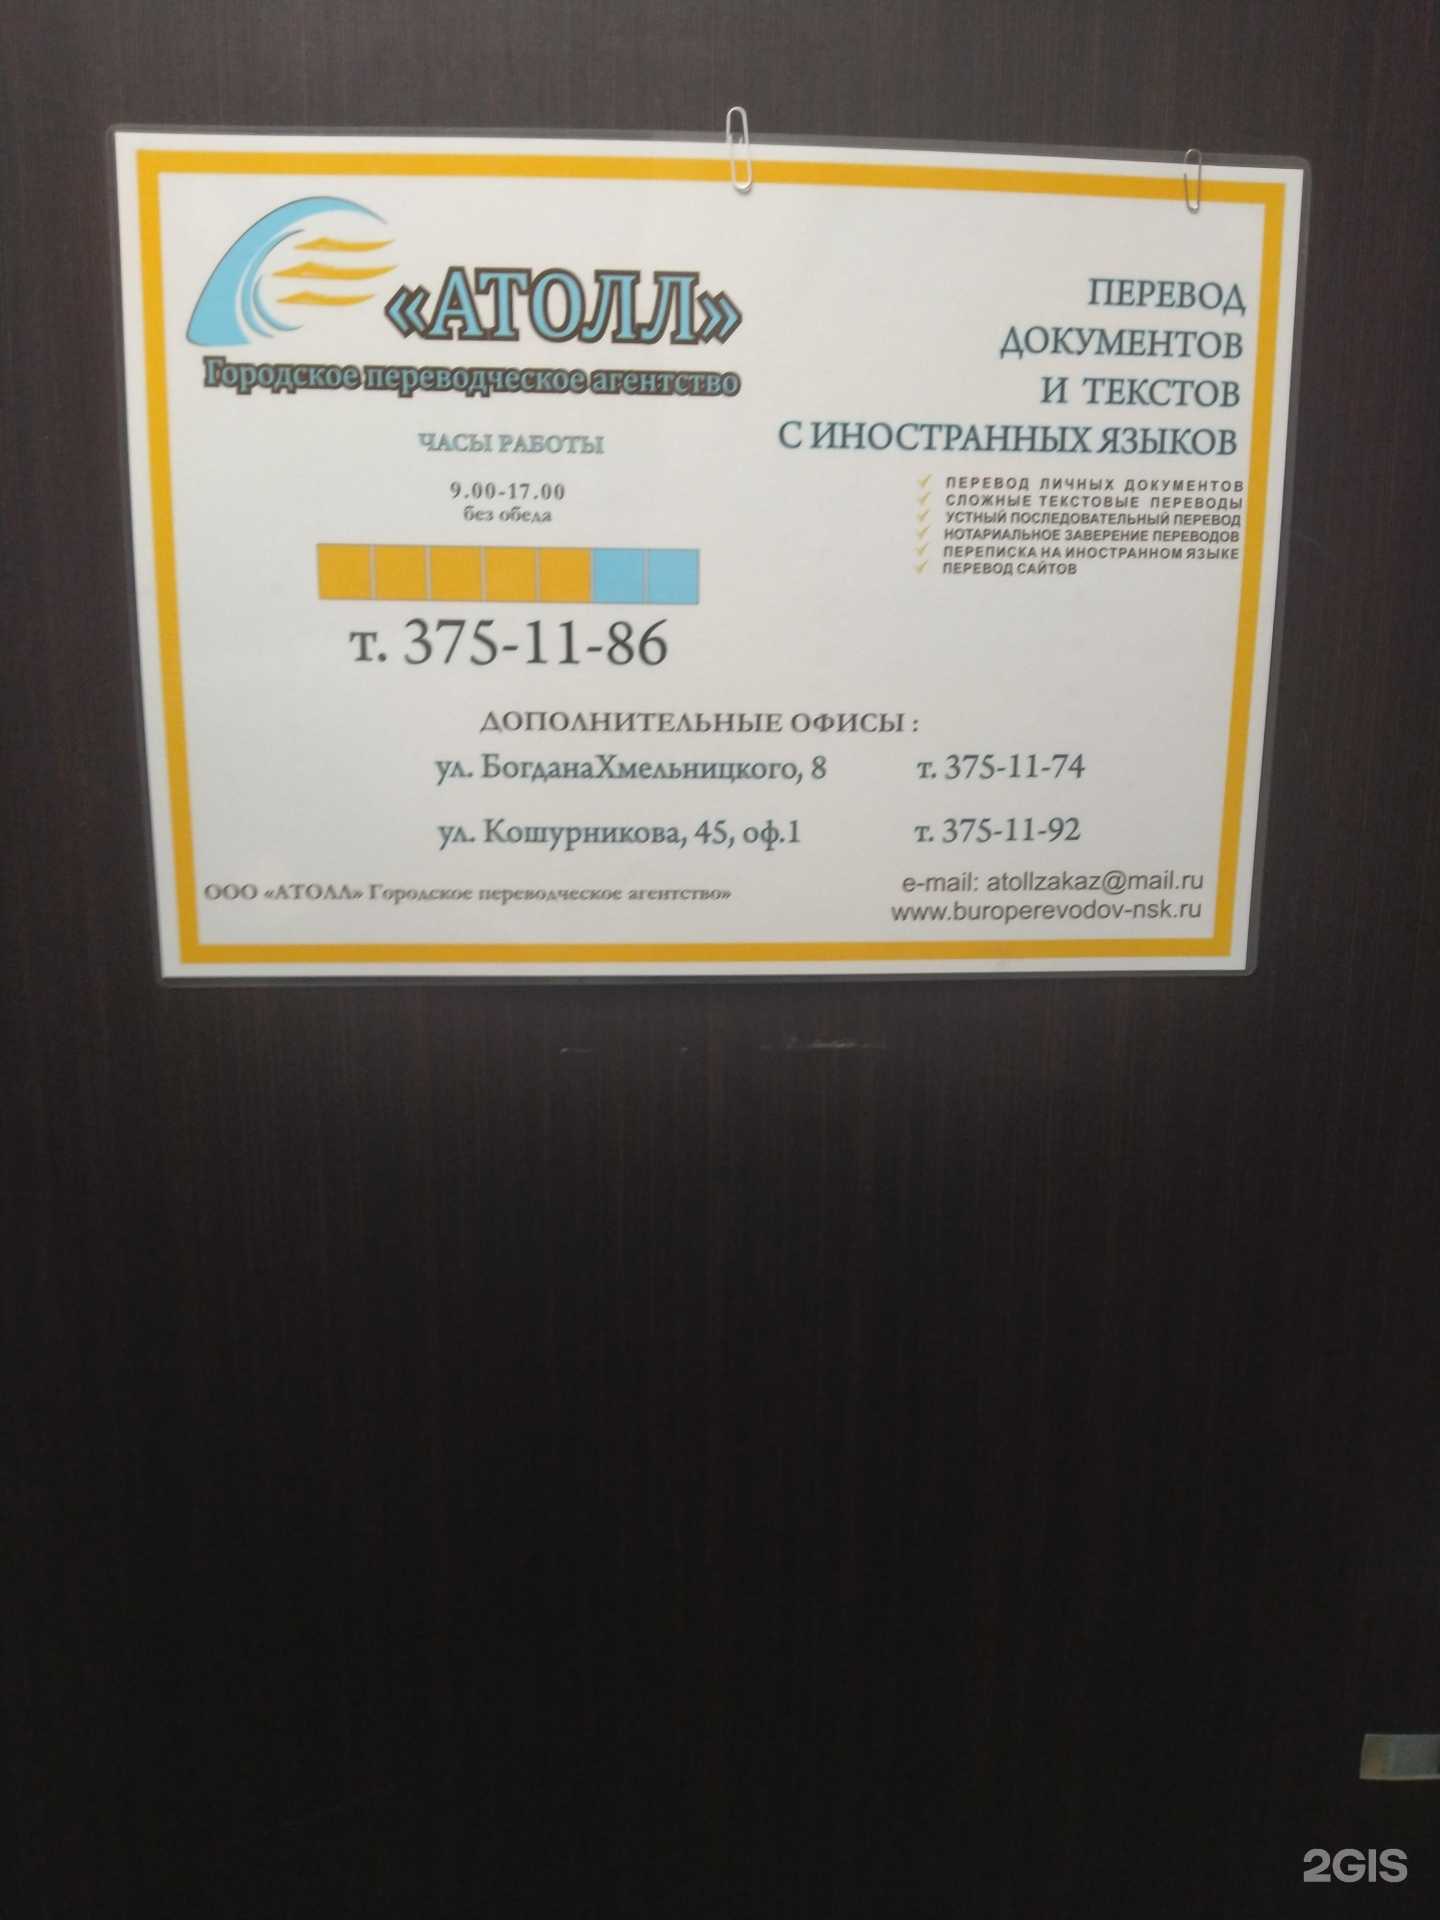 «АТОЛЛ»
Городское переводческое агентство
ЧАСЫ РАБОТЫ
9.00-17.00
без обеда
т. 375-11-86
ПЕРЕВОД
ДОКУМЕНТОВ
И ТЕКСТОВ
С ИНОСТРАННЫХ ЯЗЫКОВ
ПЕРЕВОД ЛИЧНЫХ ДОКУМЕНТОВ
СЛОЖНЫЕ ТЕКСТОВЫЕ ПЕРЕВОДЫ
УСТНЫЙ ПОСЛЕДОВАТЕЛЬНЫЙ ПЕРЕВОД
НОТАРИАЛЬНОЕ ЗАВЕРЕНИЕ ПЕРЕВОДОВ
ПЕРЕПИСКА НА ИНОСТРАННОМ ЯЗЫКЕ
ПЕРЕВОД САЙТОВ
ДОПОЛНИТЕЛЬНЫЕ ОФИСЫ :
ул. БогданаХмельницкого, 8 т. 375-11-74
ул. Кошурникова, 45, оф.1 т. 375-11-92
ООО «АТОЛЛ» Городское переводческое агентство»
e-mail: atollzakaz@mail.ru
www.buroperevodov-nsk.ru
2GIS